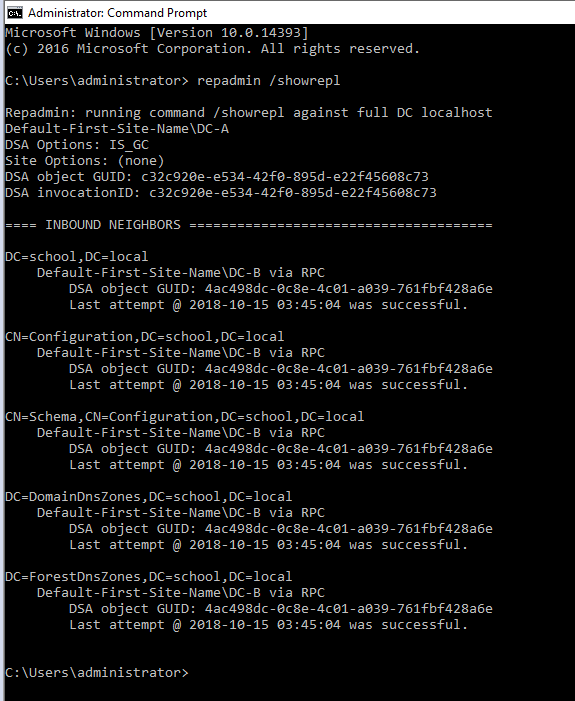 Administrator: Command Prompt
Microsoft Windows [Version 10.0.14393]
(c) 2016 Microsoft Corporation. All rights reserved.
C:\Users\administrator> repadmin /showrepl
Repadmin: running command /showrepl against full DC localhost
Default-First-Site-Name\DC-A
DSA Options: IS_GC
Site Options: (none)
DSA object GUID: c32c920e-e534-42f0-895d-e22f45608c73
DSA invocationID: c32c920e-e534-42f0-895d-e22f45608c73
==== INBOUND NEIGHBORS ======================================
DC=school,DC=local
    Default-First-Site-Name\DC-B via RPC
        DSA object GUID: 4ac498dc-0c8e-4c01-a039-761fbf428a6e
        Last attempt @ 2018-10-15 03:45:04 was successful.
CN=Configuration,DC=school,DC=local
    Default-First-Site-Name\DC-B via RPC
        DSA object GUID: 4ac498dc-0c8e-4c01-a039-761fbf428a6e
        Last attempt @ 2018-10-15 03:45:04 was successful.
CN=Schema,CN=Configuration,DC=school,DC=local
    Default-First-Site-Name\DC-B via RPC
        DSA object GUID: 4ac498dc-0c8e-4c01-a039-761fbf428a6e
        Last attempt @ 2018-10-15 03:45:04 was successful.
DC=DomainDnsZones,DC=school,DC=local
    Default-First-Site-Name\DC-B via RPC
        DSA object GUID: 4ac498dc-0c8e-4c01-a039-761fbf428a6e
        Last attempt @ 2018-10-15 03:45:04 was successful.
DC=ForestDnsZones,DC=school,DC=local
    Default-First-Site-Name\DC-B via RPC
        DSA object GUID: 4ac498dc-0c8e-4c01-a039-761fbf428a6e
        Last attempt @ 2018-10-15 03:45:04 was successful.
C:\Users\administrator>